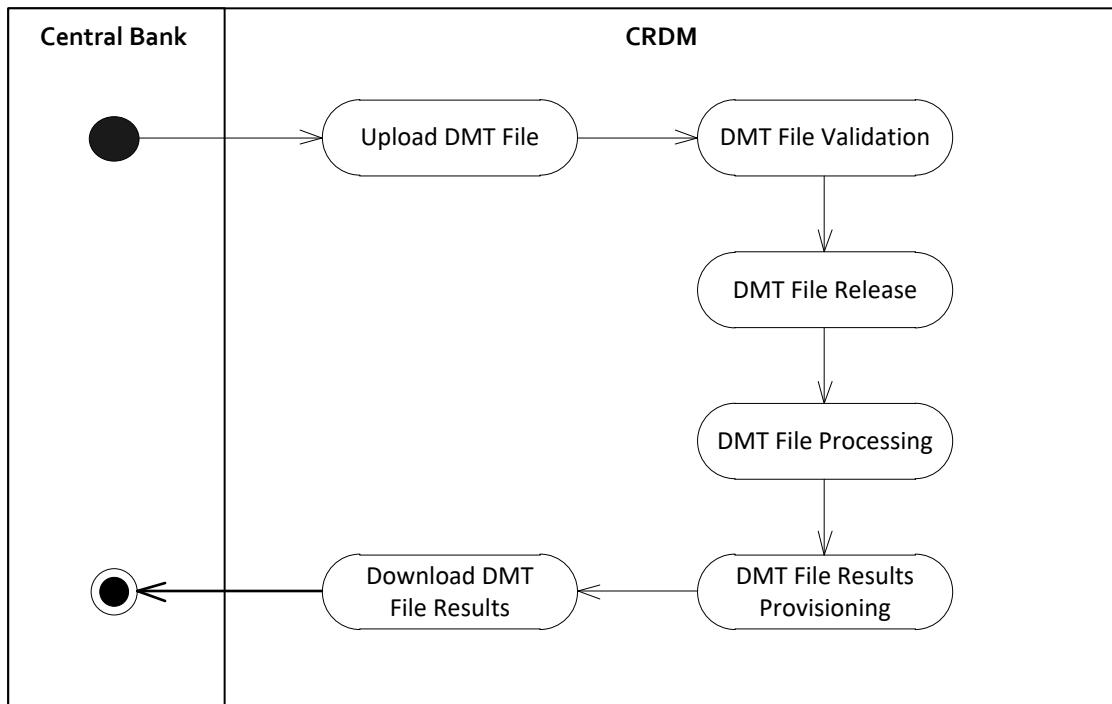 Central Bank
CRDM
Upload DMT File
DMT File Validation
DMT File Release
DMT File Processing
Download DMT
File Results
DMT File Results
Provisioning